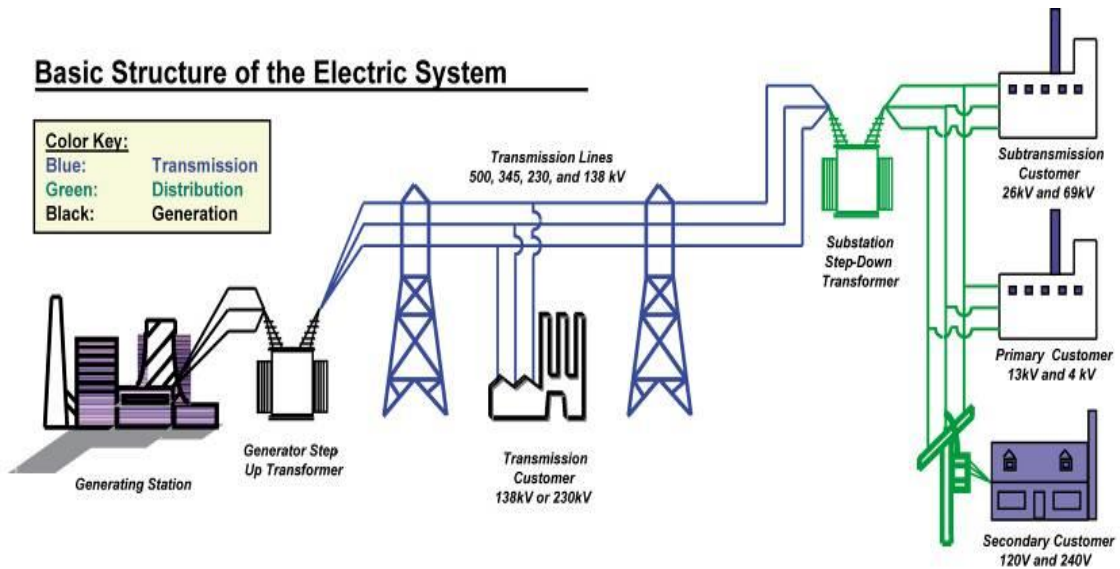 Basic Structure of the Electric System
Color Key:
Blue: Transmission
Green: Distribution
Black: Generation
Transmission Lines
500, 345, 230, and 138 kV
Subtransmission
Customer
26kV and 69kV
Substation
Step-Down
Transformer
Primary Customer
13kV and 4 kV
Generating Station
Generator Step
Up Transformer
Transmission
Customer
138kV or 230kV
Secondary Customer
120V and 240V